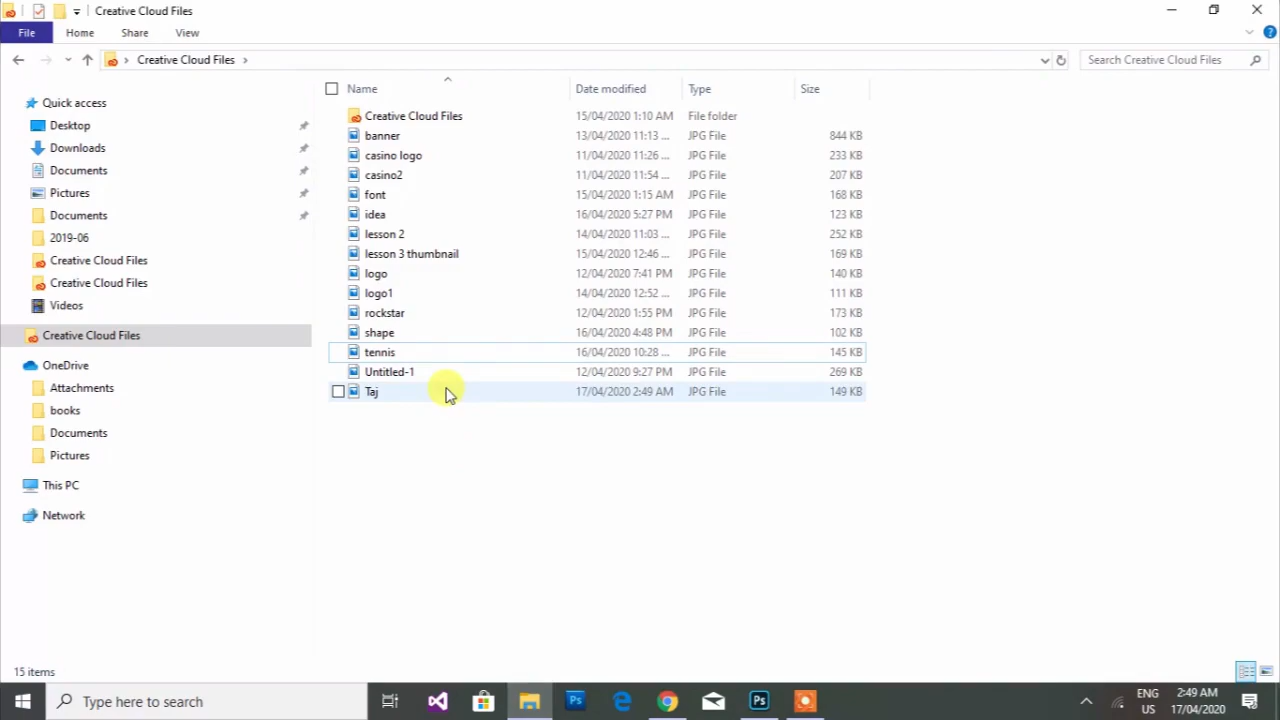 Creative Cloud Files
File Home Share View
Creative Cloud Files Search Creative Cloud Files
Name Date modified Type Size
Quick access
Desktop
Downloads
Documents
Pictures
Documents
2019-06
Creative Cloud Files
Creative Cloud Files
Videos
Creative Cloud Files
OneDrive
Attachments
books
Documents
Pictures
This PC
Network
Creative Cloud Files 15/04/2020 1:10 AM File folder
banner 13/04/2020 11:13 ... JPG File 844 KB
casino logo 11/04/2020 11:26 ... JPG File 233 KB
casino2 11/04/2020 11:54 ... JPG File 207 KB
font 15/04/2020 1:15 AM JPG File 168 KB
idea 16/04/2020 5:27 PM JPG File 123 KB
lesson 2 14/04/2020 11:03 ... JPG File 252 KB
lesson 3 thumbnail 15/04/2020 12:46 ... JPG File 169 KB
logo 12/04/2020 7:41 PM JPG File 140 KB
logo1 14/04/2020 12:52 ... JPG File 111 KB
rockstar 12/04/2020 1:55 PM JPG File 173 KB
shape 16/04/2020 4:48 PM JPG File 102 KB
tennis 16/04/2020 10:28 ... JPG File 145 KB
Untitled-1 12/04/2020 9:27 PM JPG File 269 KB
Taj 17/04/2020 2:49 AM JPG File 149 KB
15 items
Type here to search
Ps
Ps
ENG
US
2:49 AM
17/04/2020